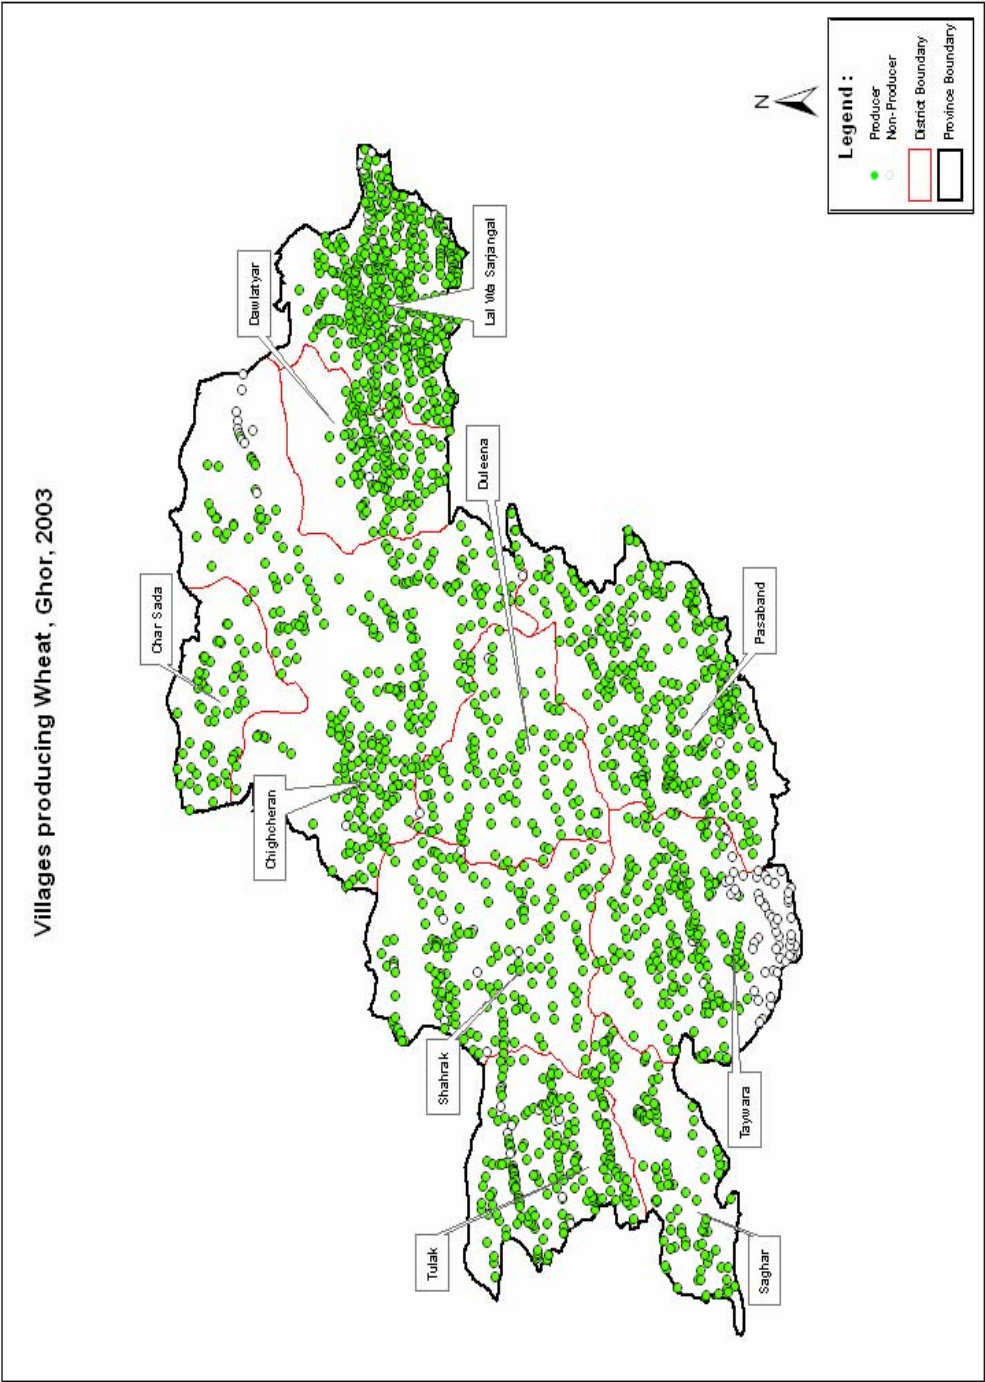 Villages producing Wheat, Ghor, 2003
N
Legend :
Producer
Non-Producer
District Boundary
Province Boundary
Dawlatyar
Lal Wa Sarjangal
Char Sada
Duleena
Chighcheran
Pasaband
Shahrak
Taywara
Tulak
Saghar